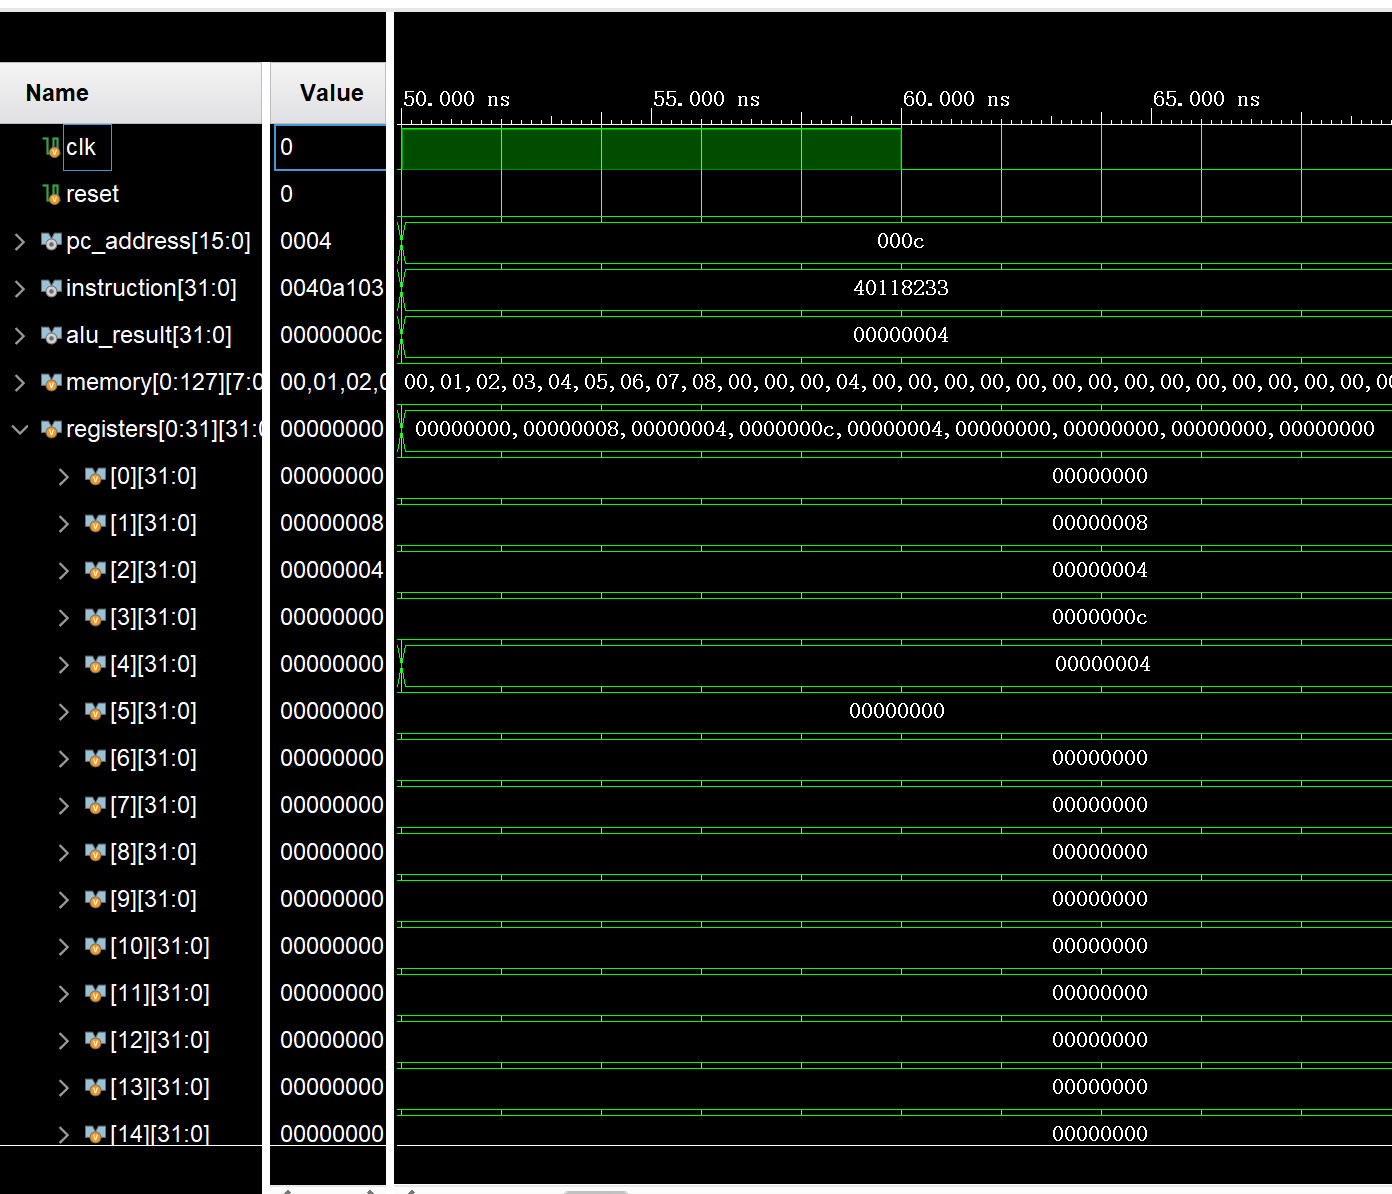 Name Value 50.000 ns 55.000 ns 60.000 ns 65.000 ns
clk 0
reset 0
pc_address[15:0] 0004 000c
instruction[31:0] 0040a103 40118233
alu_result[31:0] 0000000c 00000004
memory[0:127][7:0 00,01,02,0 00,01,02,03,04,05,06,07,08,00,00,00,04,00,00,00,00,00,00,00,00,00,00,00,00,00,00,00,00,0
registers[0:31][31:0 00000000 00000000,00000008,00000004,0000000c,00000004,00000000,00000000,00000000,00000000
[0][31:0] 00000000 00000000
[1][31:0] 00000008 00000008
[2][31:0] 00000004 00000004
[3][31:0] 00000000 0000000c
[4][31:0] 00000000 00000004
[5][31:0] 00000000 00000000
[6][31:0] 00000000 00000000
[7][31:0] 00000000 00000000
[8][31:0] 00000000 00000000
[9][31:0] 00000000 00000000
[10][31:0] 00000000 00000000
[11][31:0] 00000000 00000000
[12][31:0] 00000000 00000000
[13][31:0] 00000000 00000000
[14][31:0] 00000000 00000000